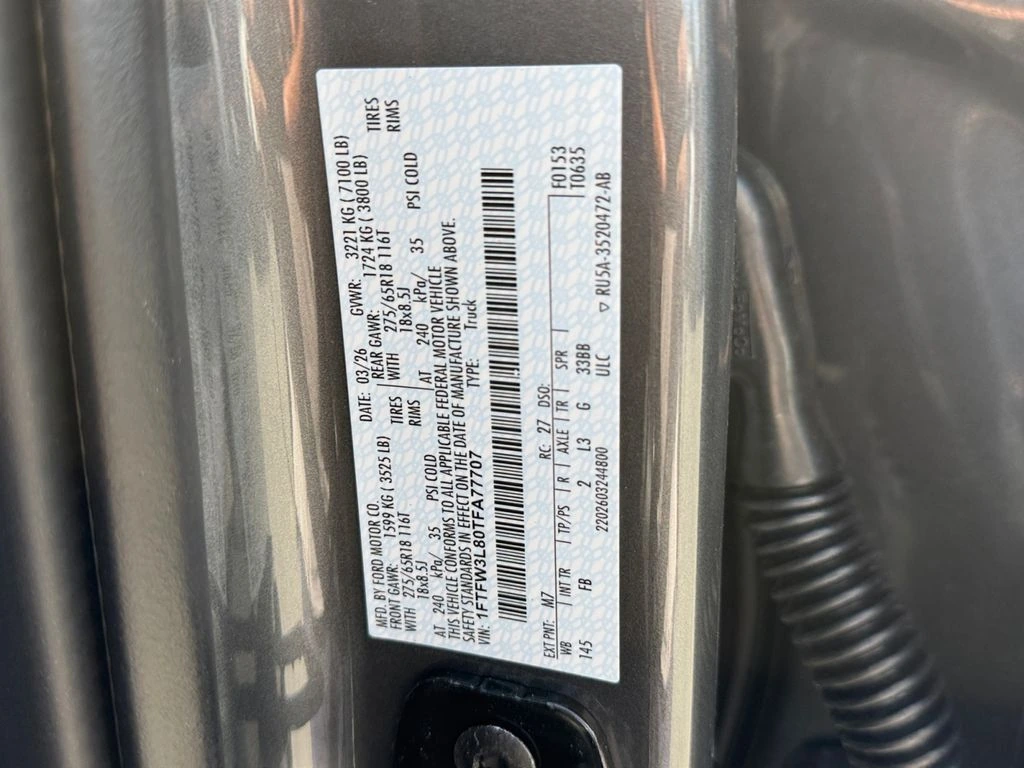 MFD. BY FORD MOTOR CO.
DATE: 03/26 GVWR: 3221 KG ( 7100 LB)
FRONT GAWR: 1599 KG ( 3525 LB) REAR GAWR: 1724 KG ( 3800 LB)
WITH 275/65R18 116T TIRES WITH 275/65R18 116T TIRES
18x8.5J RIMS 18x8.5J RIMS
AT 240 kPa/ 35 PSI COLD AT 240 kPa/ 35 PSI COLD
THIS VEHICLE CONFORMS TO ALL APPLICABLE FEDERAL MOTOR VEHICLE
SAFETY STANDARDS IN EFFECT ON THE DATE OF MANUFACTURE SHOWN ABOVE.
VIN: 1FTFW3L80TFA77707 TYPE: Truck
EXT PNT: M7 RC: 27 DSO: F0153
WB INT TR TP/PS R AXLE TR SPR T0635
145 FB 2 L3 G 33BB
2202603244800 ULC ▽ RU5A-3520472-AB